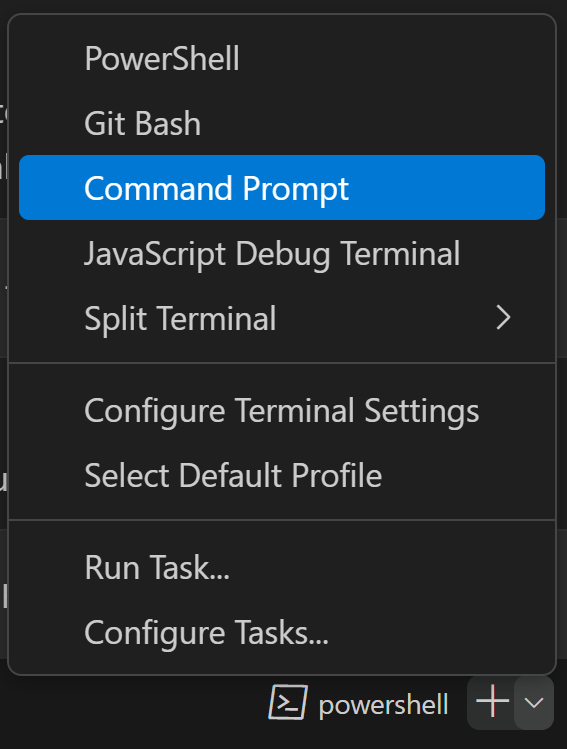 PowerShell
Git Bash
Command Prompt
JavaScript Debug Terminal
Split Terminal
Configure Terminal Settings
Select Default Profile
Run Task...
Configure Tasks...
powershell